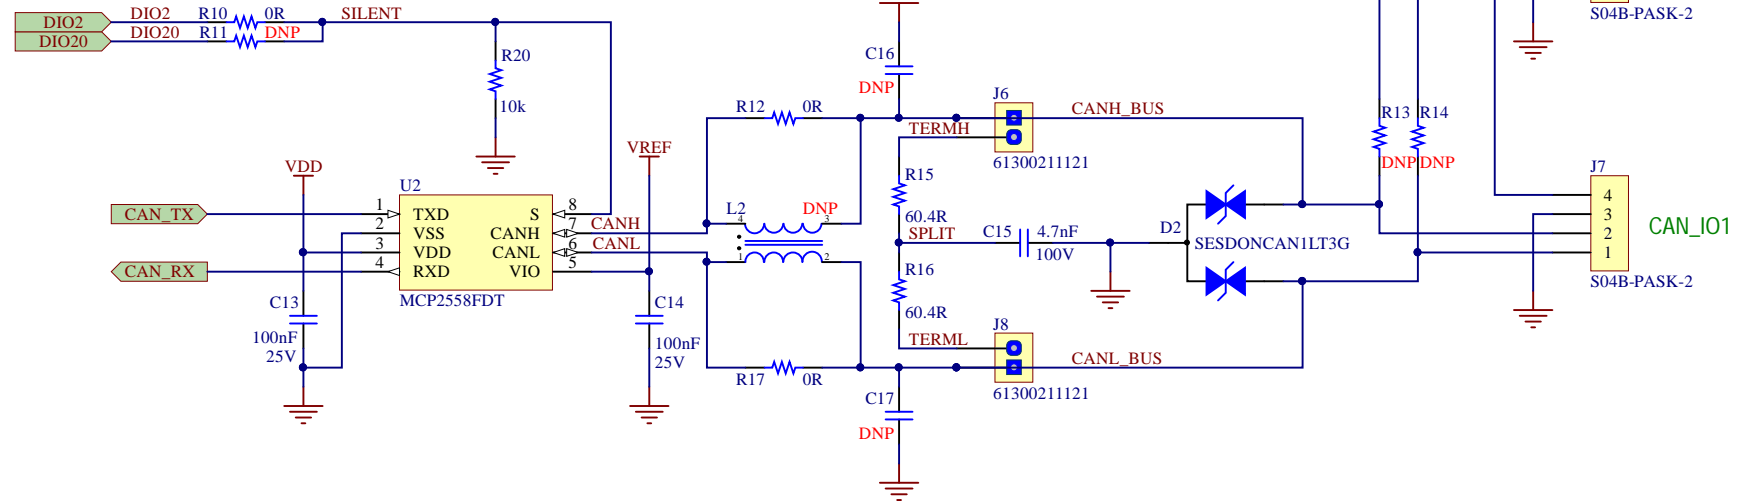 DIO2 DIO2 R10 0R SILENT
DIO20 DIO20 R11 DNP
S04B-PASK-2
R20
10k
C16
DNP
R12 0R
J6
CANH_BUS
TERMH
61300211121
R13 R14
DNP DNP
VDD
VREF
U2
CAN_TX 1 TXD S 8
2 VSS CANH 7 CANH
3 VDD CANL 6 CANL
CAN_RX 4 RXD VIO 5
MCP2558FDT
L2 DNP
4 3
1 2
R15
60.4R
SPLIT
C15 4.7nF
100V
R16
60.4R
D2
SESDONCAN1LT3G
J7
4
3
2
1
CAN_IO1
S04B-PASK-2
C13
100nF
25V
C14
100nF
25V
TERML
J8
CANL_BUS
61300211121
R17 0R
C17
DNP